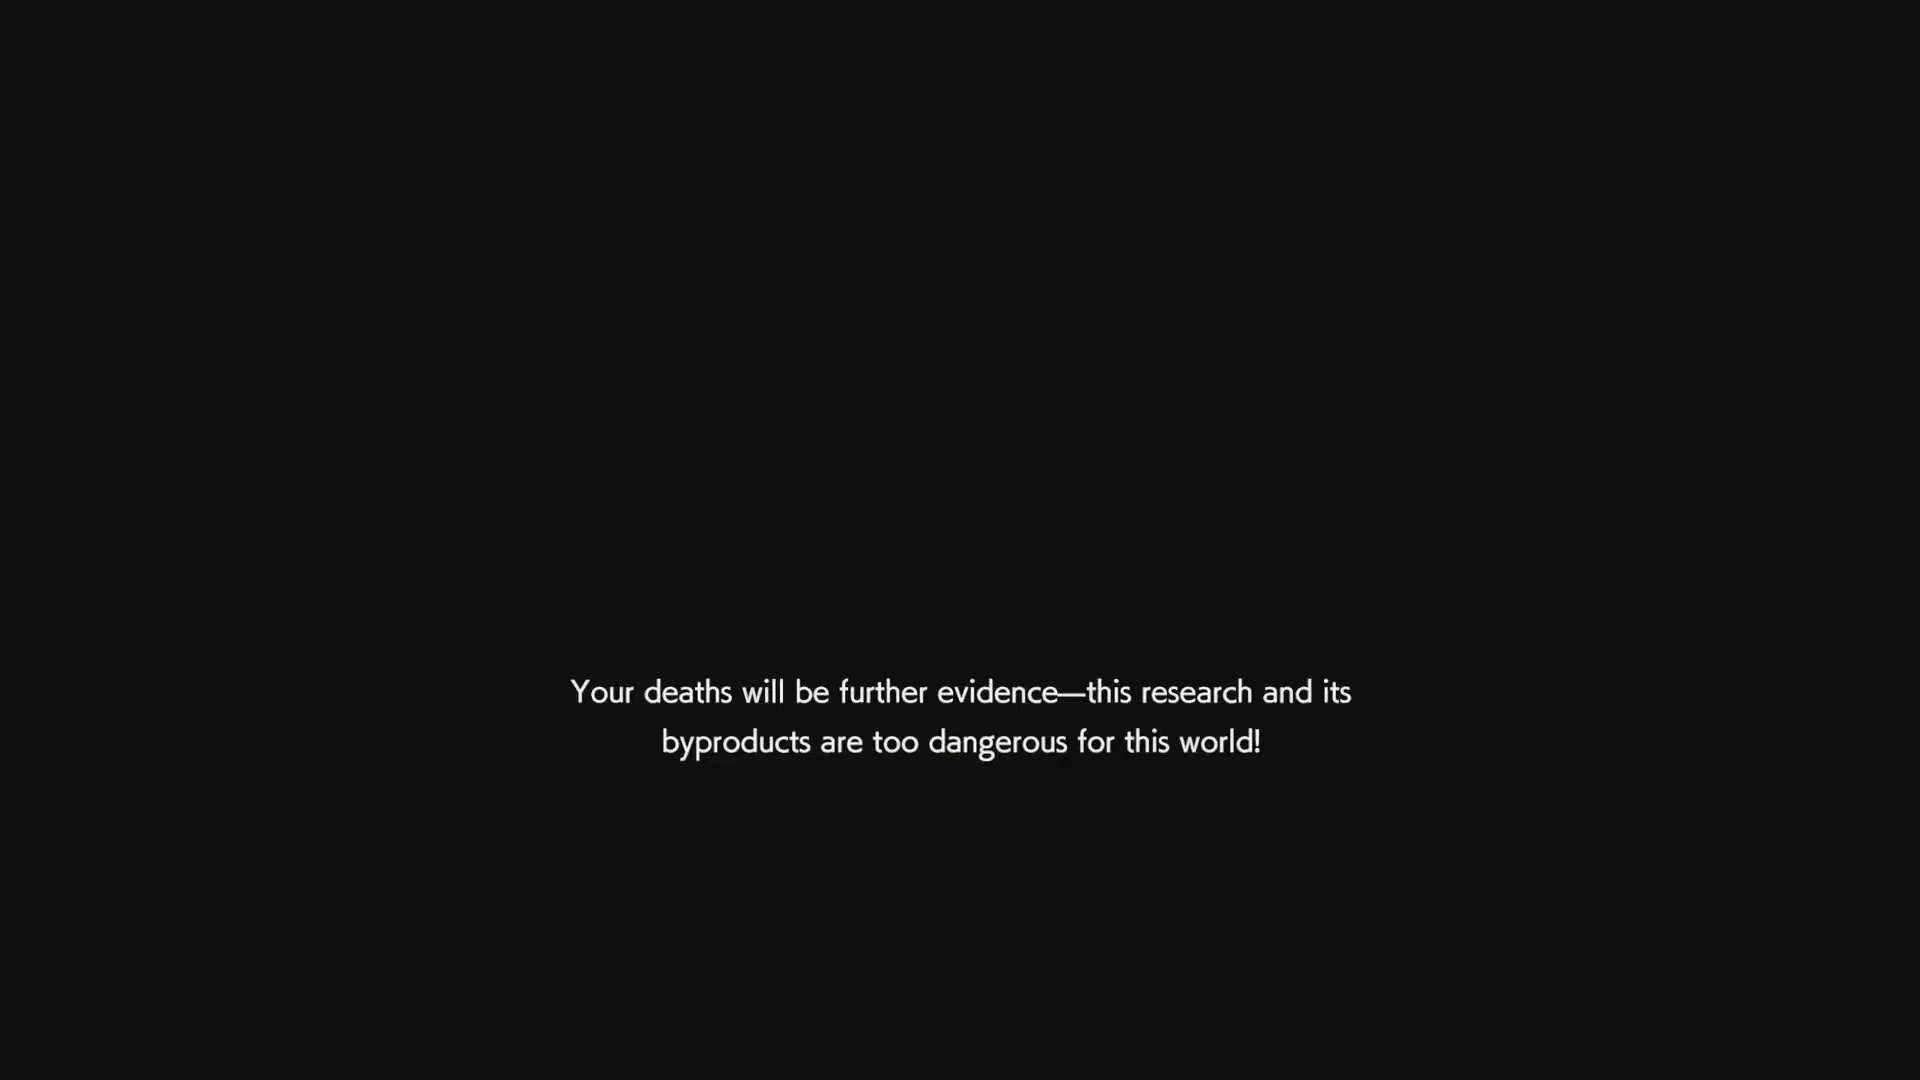 Your deaths will be further evidence—this research and its
byproducts are too dangerous for this world!